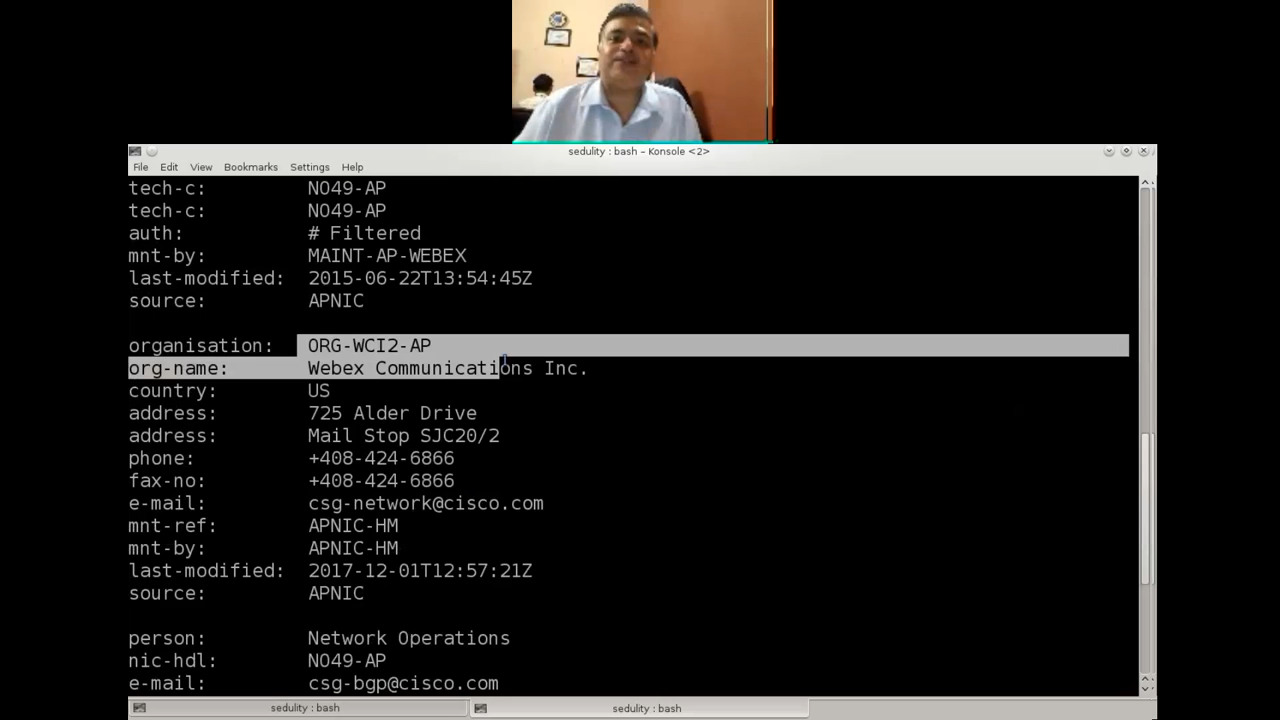 sedulity : bash – Konsole <2>
File Edit View Bookmarks Settings Help
tech-c: NO49-AP
tech-c: NO49-AP
auth: # Filtered
mnt-by: MAINT-AP-WEBEX
last-modified: 2015-06-22T13:54:45Z
source: APNIC
organisation: ORG-WCI2-AP
org-name: Webex Communications Inc.
country: US
address: 725 Alder Drive
address: Mail Stop SJC20/2
phone: +408-424-6866
fax-no: +408-424-6866
e-mail: csg-network@cisco.com
mnt-ref: APNIC-HM
mnt-by: APNIC-HM
last-modified: 2017-12-01T12:57:21Z
source: APNIC
person: Network Operations
nic-hdl: NO49-AP
e-mail: csg-bgp@cisco.com
sedulity : bash sedulity : bash